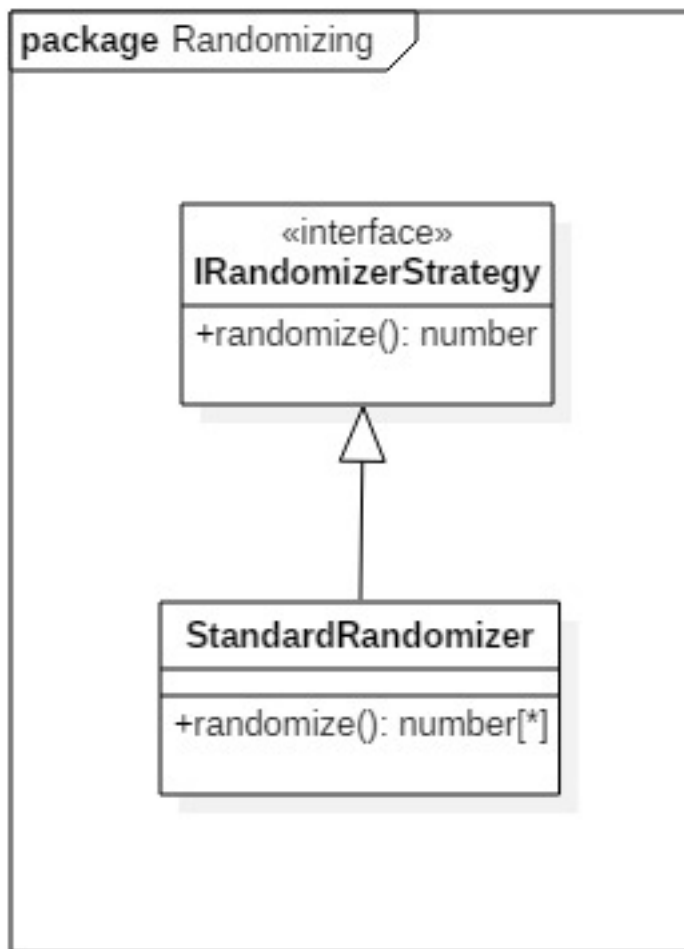 package Randomizing
«interface»
IRandomizerStrategy
+randomize(): number
StandardRandomizer
+randomize(): number[*]